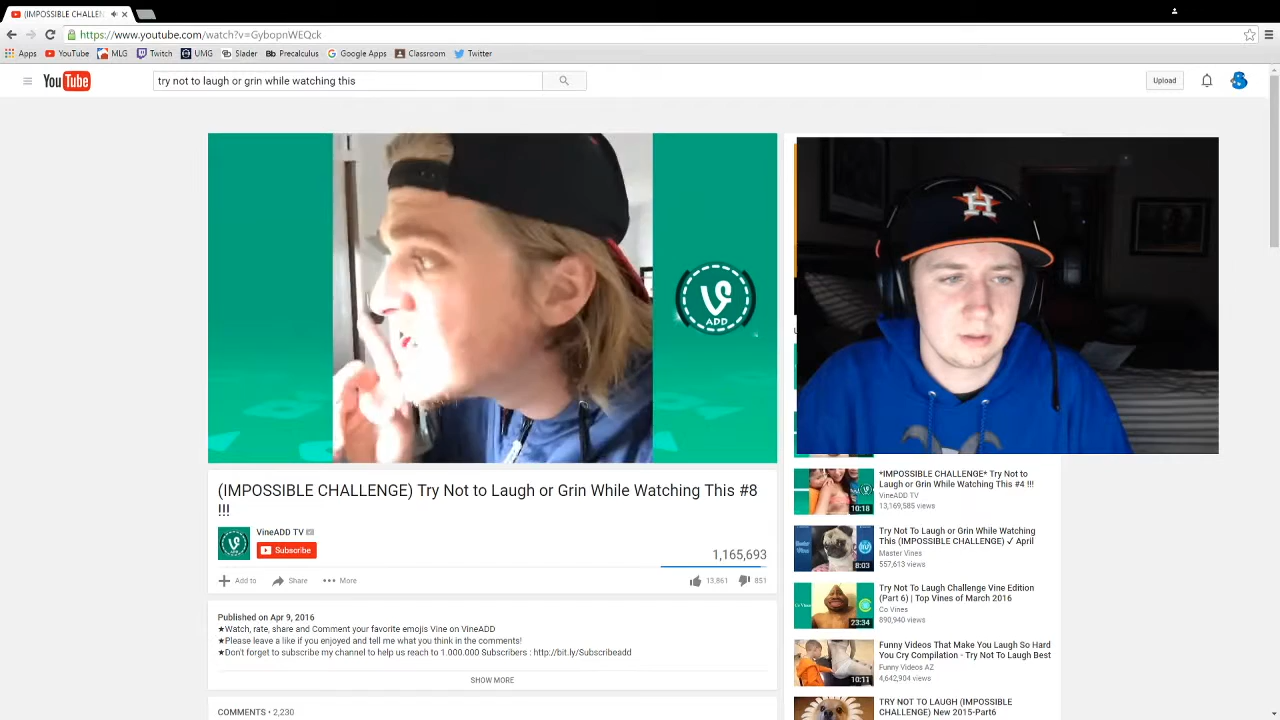 (IMPOSSIBLE CHALLEN
https://www.youtube.com/watch?v=GybopnWEQck
Apps YouTube MLG Twitch UMG Slader Bb Precalculus Google Apps Classroom Twitter
YouTube
try not to laugh or grin while watching this
Upload
H
ADD
(IMPOSSIBLE CHALLENGE) Try Not to Laugh or Grin While Watching This #8
!!!
VineADD TV
Subscribe
1,165,693
Add to Share More
13,861 851
Published on Apr 9, 2016
★Watch, rate, share and Comment your favorite emojis Vine on VineADD
★Please leave a like if you enjoyed and tell me what you think in the comments!
★Don't forget to subscribe my channel to help us reach to 1.000.000 Subscribers : http://bit.ly/Subscribeadd
SHOW MORE
COMMENTS • 2,230
*IMPOSSIBLE CHALLENGE* Try Not to
Laugh or Grin While Watching This #4 !!!
VineADD TV
13,169,585 views
10:18
Try Not To Laugh or Grin While Watching
This (IMPOSSIBLE CHALLENGE) ✓ April
Master Vines
557,613 views
8:03
Try Not To Laugh Challenge Vine Edition
(Part 6) | Top Vines of March 2016
Co Vines
890,940 views
23:34
Funny Videos That Make You Laugh So Hard
You Cry Compilation - Try Not To Laugh Best
Funny Videos AZ
4,642,904 views
10:11
TRY NOT TO LAUGH (IMPOSSIBLE
CHALLENGE) New 2015-Part6